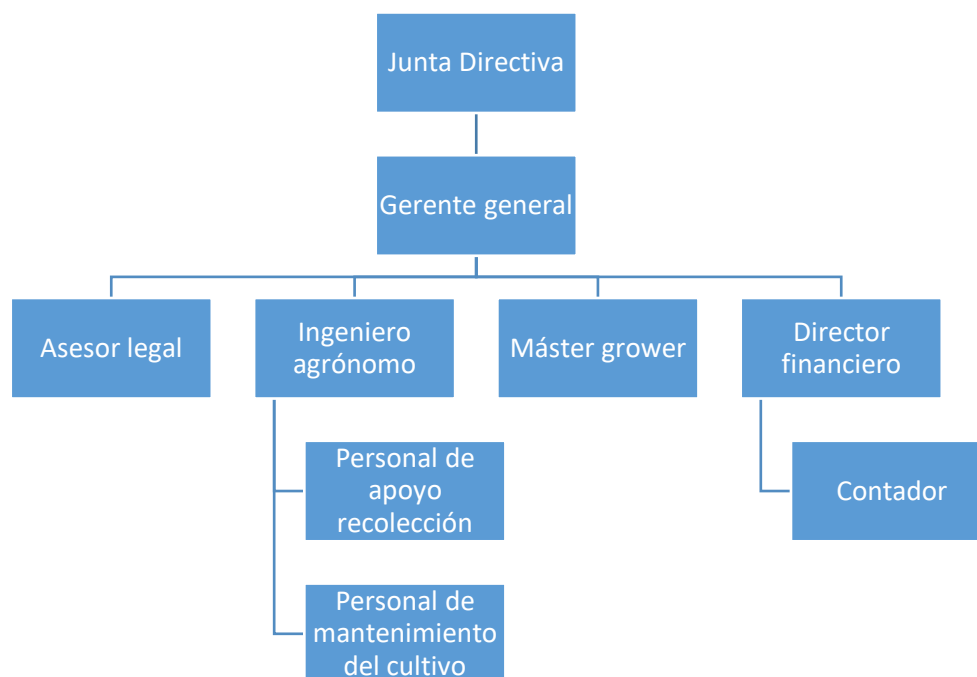 Junta Directiva
Gerente general
Asesor legal
Ingeniero
agrónomo
Máster grower
Director
financiero
Personal de
apoyo
recolección
Contador
Personal de
mantenimiento
del cultivo